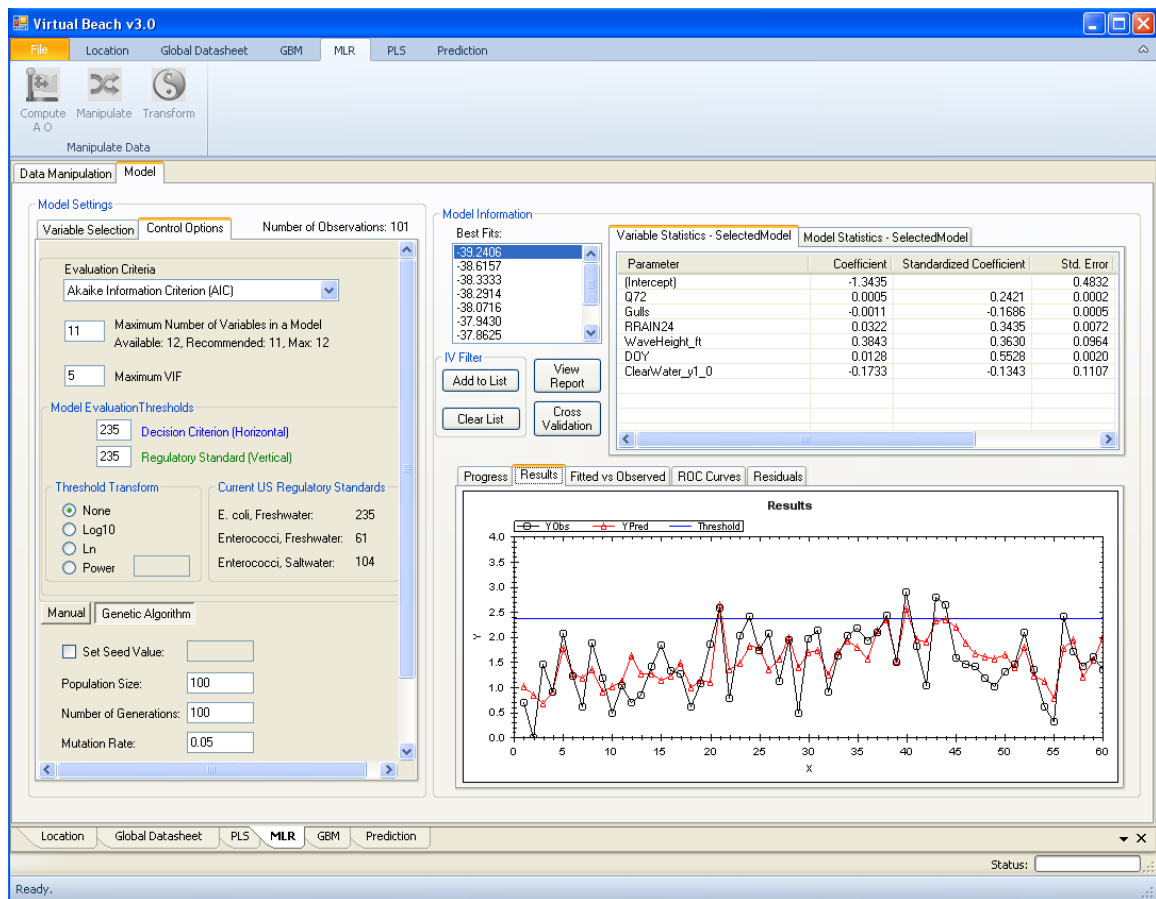 Virtual Beach v3.0
File Location Global Datasheet GBM MLR PLS Prediction
Compute A O Manipulate Transform
Manipulate Data
Data Manipulation Model
Model Settings
Variable Selection Control Options Number of Observations: 101
Evaluation Criteria
Akaike Information Criterion (AIC)
11 Maximum Number of Variables in a Model
Available: 12, Recommended: 11, Max: 12
5 Maximum VIF
Model EvaluationThresholds
235 Decision Criterion (Horizontal)
235 Regulatory Standard (Vertical)
Threshold Transform
None
Log10
Ln
Power
Current US Regulatory Standards
E. coli, Freshwater: 235
Enterococci, Freshwater: 61
Enterococci, Saltwater: 104
Manual Genetic Algorithm
Set Seed Value:
Population Size: 100
Number of Generations: 100
Mutation Rate: 0.05
Model Information
Best Fits:
-39.2406
-38.6157
-38.3333
-38.2914
-38.0716
-37.9430
-37.8625
IV Filter
Add to List
Clear List
View Report
Cross Validation
Variable Statistics - SelectedModel Model Statistics - SelectedModel
Parameter Coefficient Standardized Coefficient Std. Error
(Intercept) -1.3435 0.4832
Q72 0.0005 0.2421 0.0002
Gulls -0.0011 -0.1686 0.0005
RRAIN24 0.0322 0.3435 0.0072
WaveHeight_ft 0.3843 0.3630 0.0964
DOY 0.0128 0.5528 0.0020
ClearWater_y1_0 -0.1733 -0.1343 0.1107
Progress Results Fitted vs Observed ROC Curves Residuals
Results
YObs YPred Threshold
4.0
3.5
3.0
2.5
2.0
1.5
1.0
0.5
0.0
Y
0 5 10 15 20 25 30 35 40 45 50 55 60
X
Location Global Datasheet PLS MLR GBM Prediction
Status:
Ready.